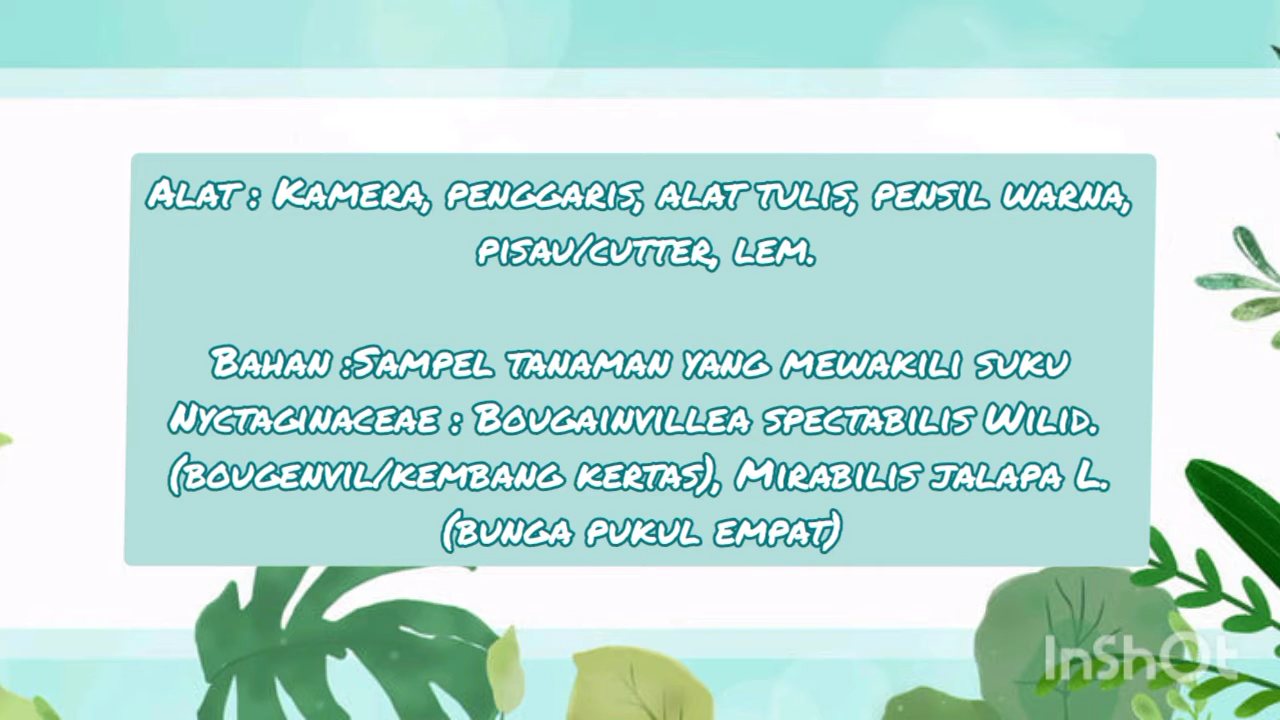 Alat : Kamera, penggaris, alat tulis, pensil warna,
pisau/cutter, lem.
Bahan :Sampel tanaman yang mewakili suku
Nyctaginaceae : Bougainvillea spectabilis Wilid.
(bougenvil/kembang kertas), Mirabilis jalapa L.
(bunga pukul empat)
InShOt